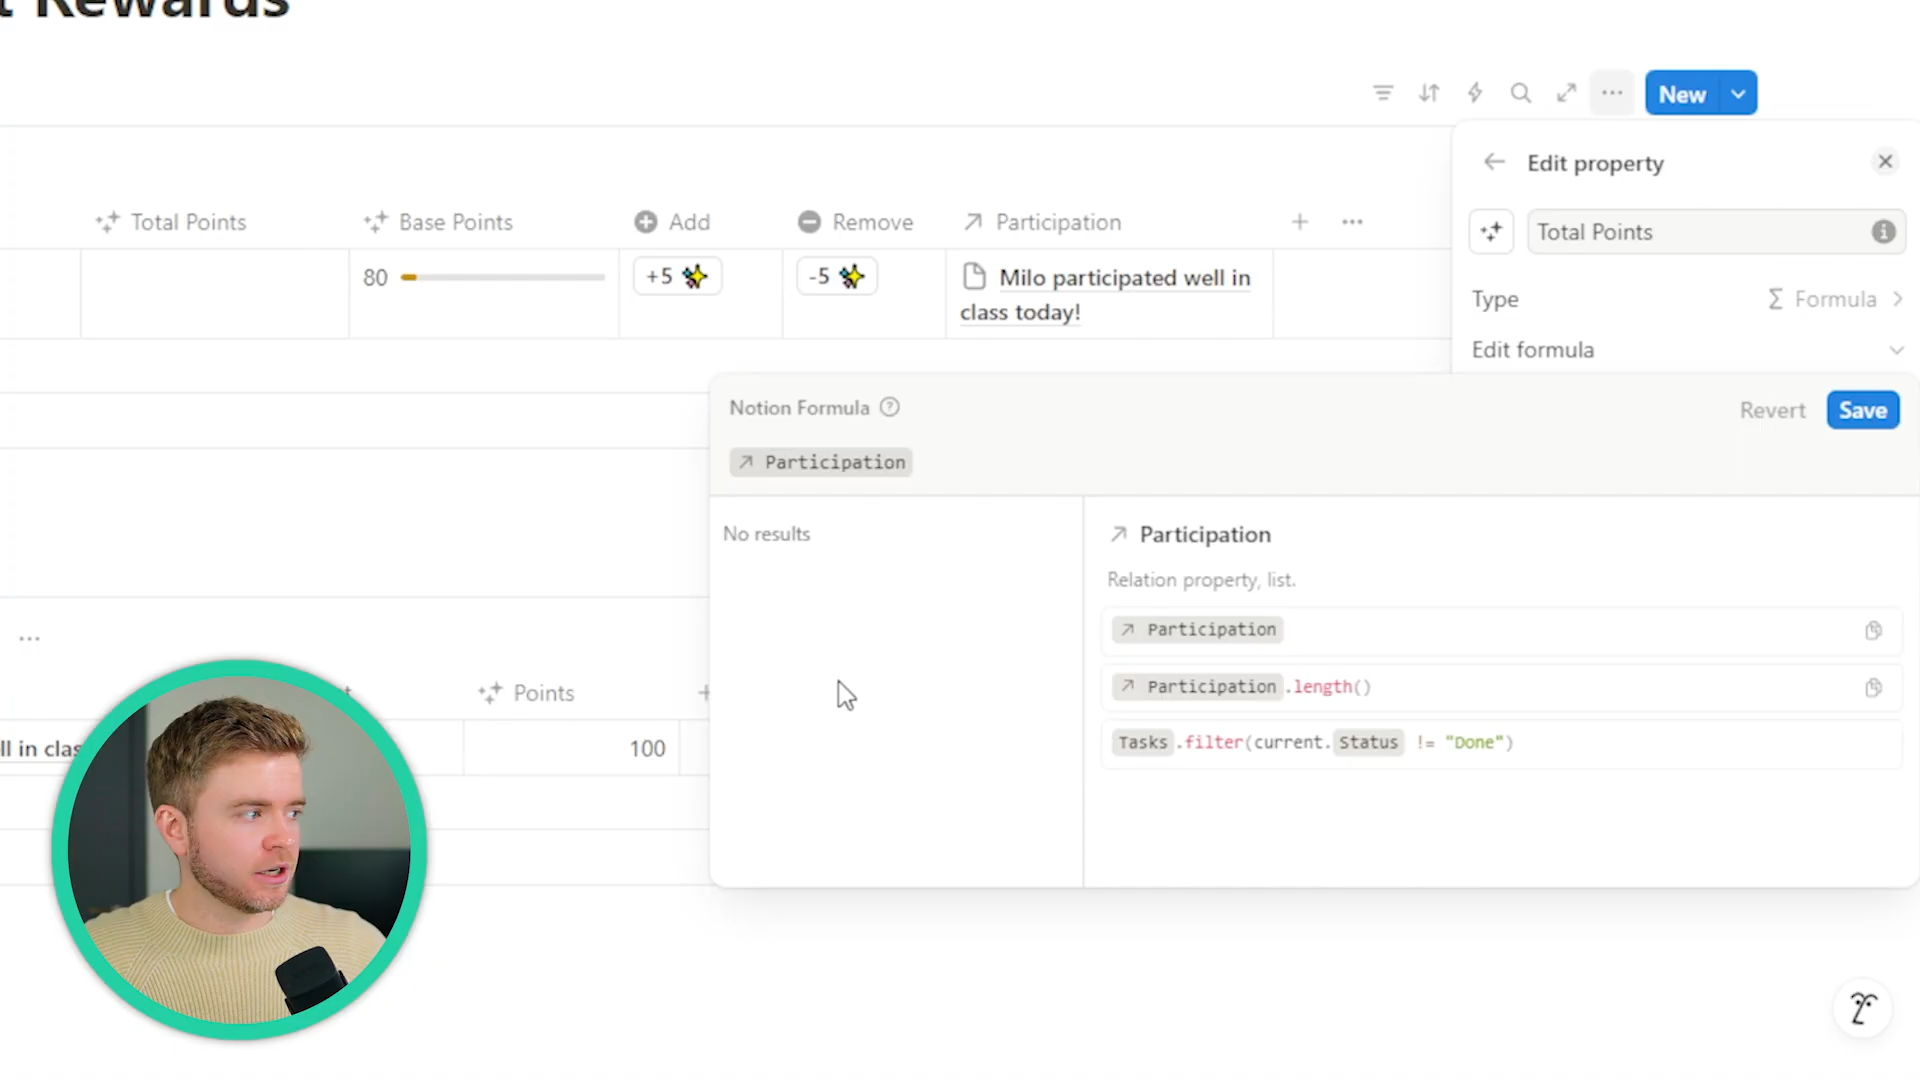 t Rewards
New
Edit property
Total Points
Base Points
Add
Remove
Participation
Total Points
80
+5
-5
Milo participated well in
class today!
Type
Formula
Edit formula
Notion Formula
Revert
Save
Participation
No results
Participation
Relation property, list.
Participation
Participation.length()
Tasks.filter(current.Status != "Done")
t
Points
ll in clas
100